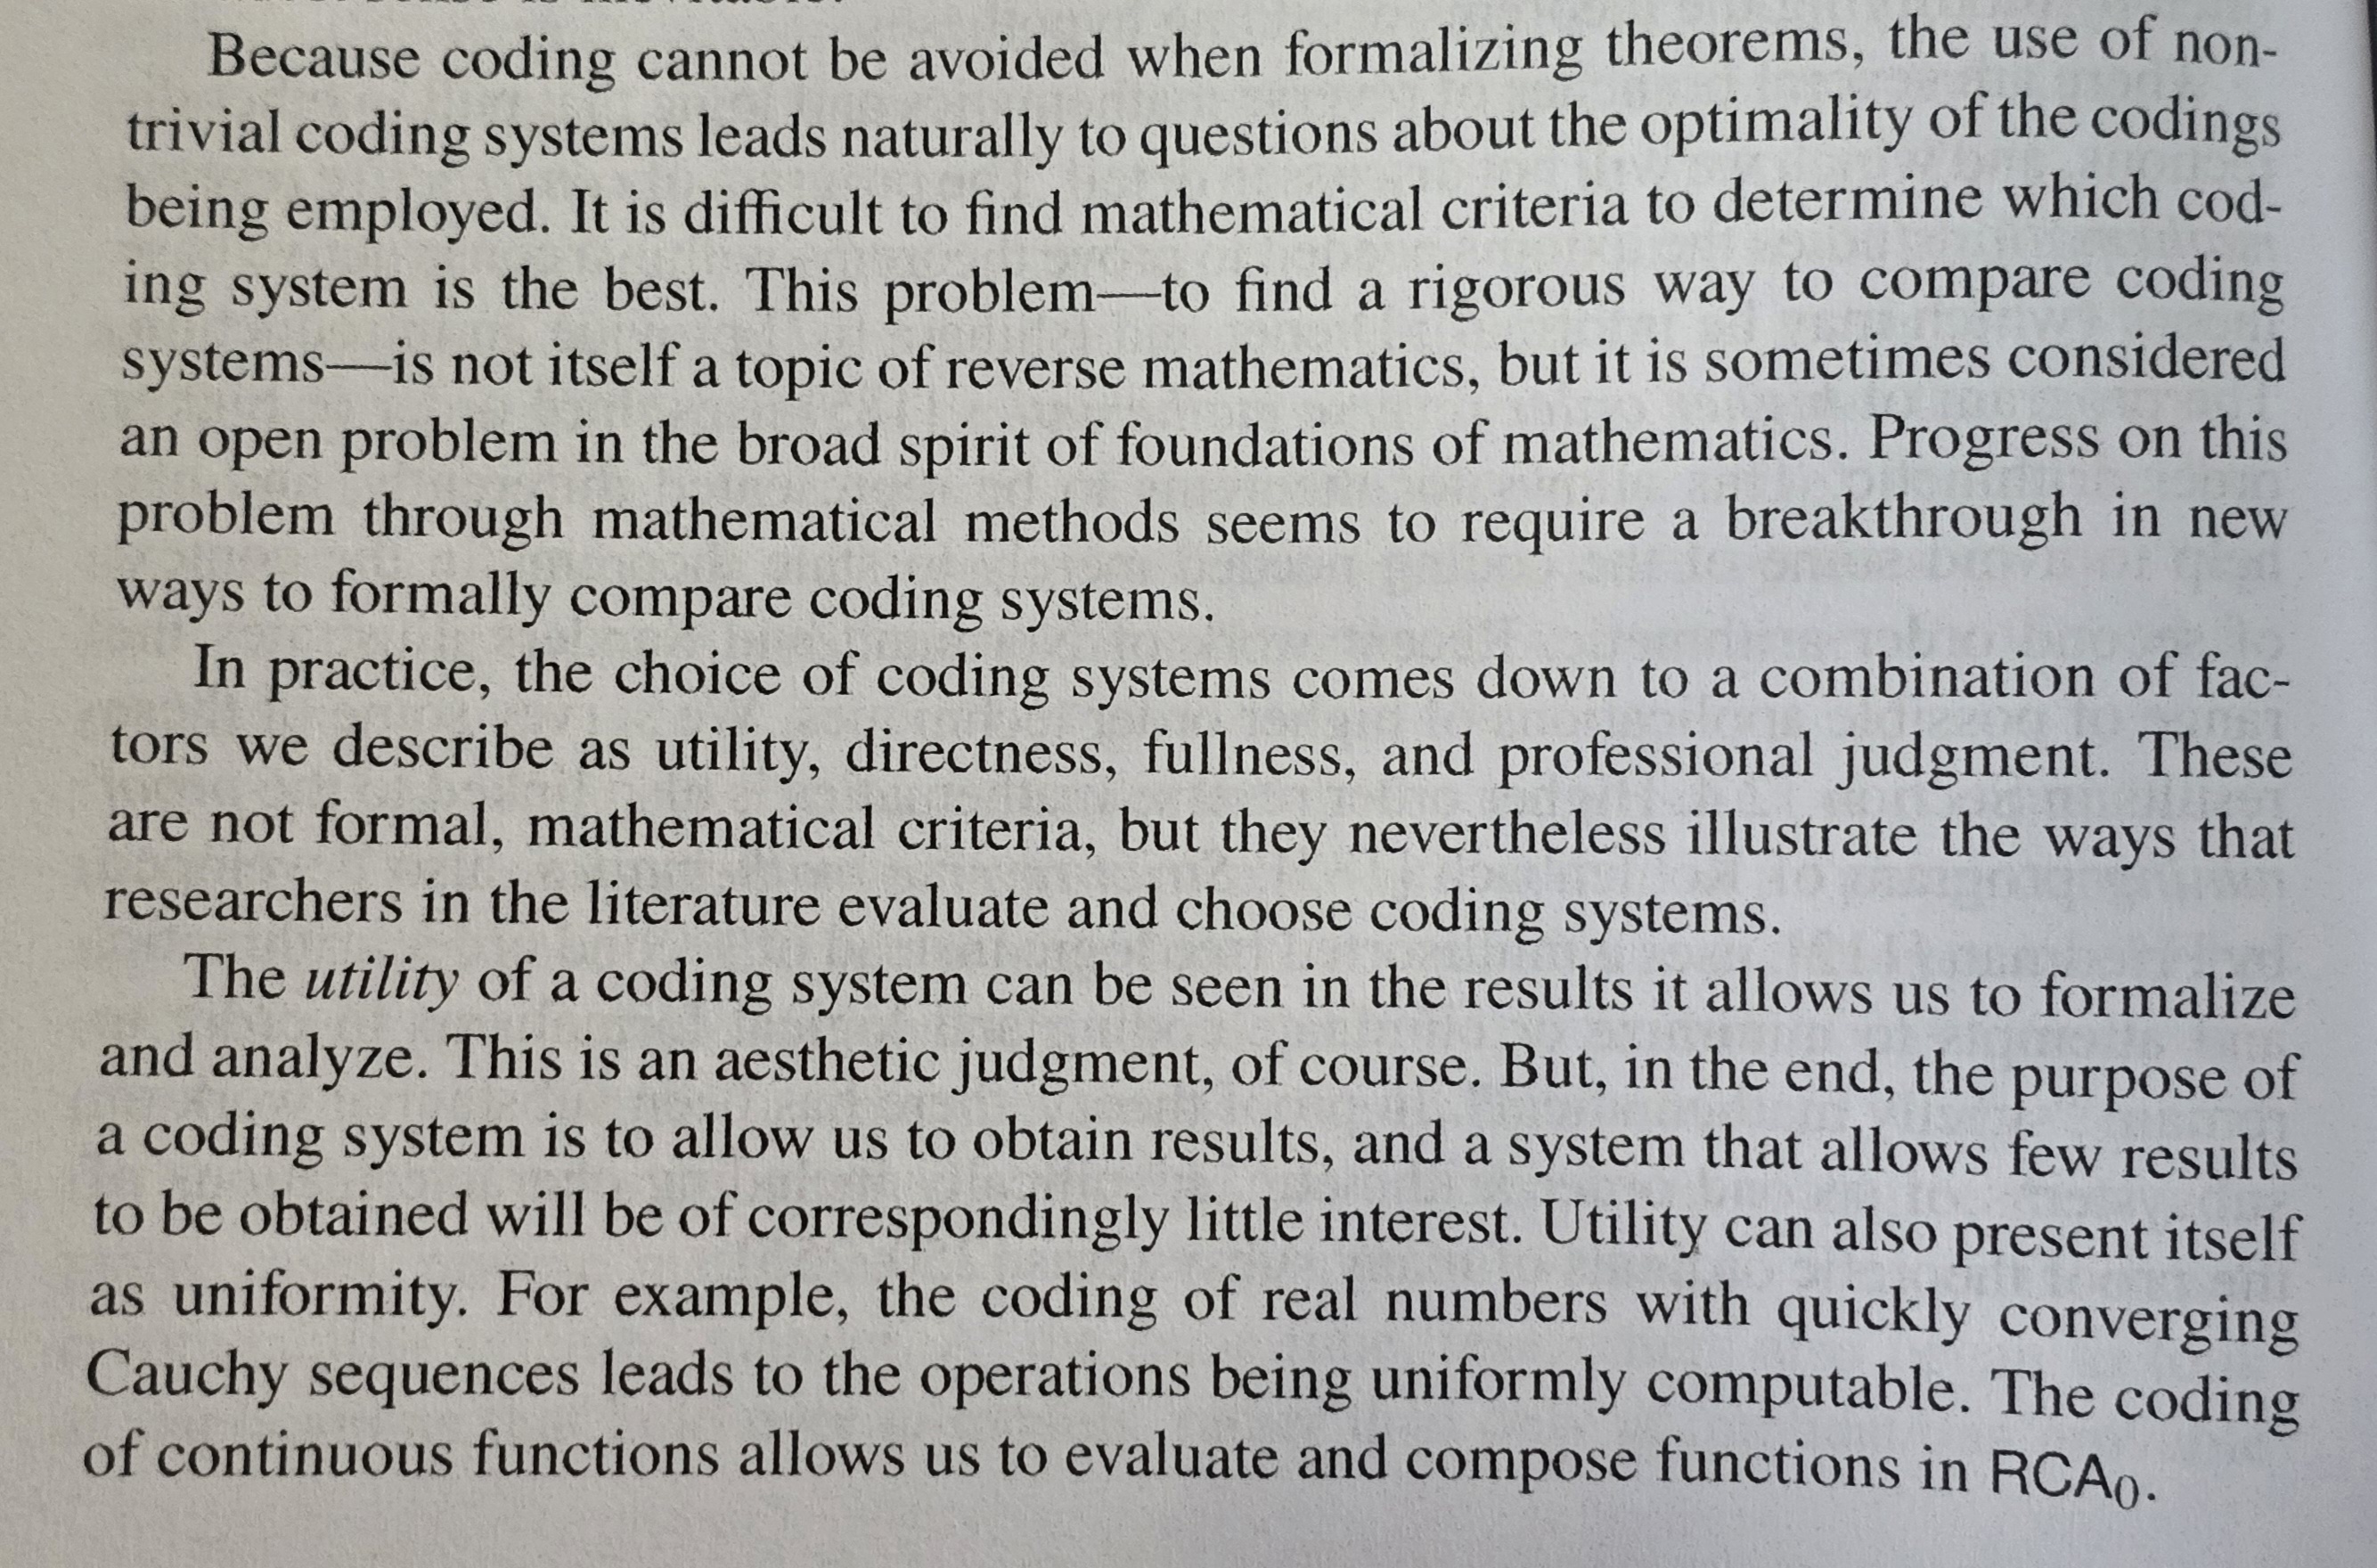 Because coding cannot be avoided when formalizing theorems, the use of non-
trivial coding systems leads naturally to questions about the optimality of the codings
being employed. It is difficult to find mathematical criteria to determine which cod-
ing system is the best. This problem—to find a rigorous way to compare coding
systems—is not itself a topic of reverse mathematics, but it is sometimes considered
an open problem in the broad spirit of foundations of mathematics. Progress on this
problem through mathematical methods seems to require a breakthrough in new
ways to formally compare coding systems.
In practice, the choice of coding systems comes down to a combination of fac-
tors we describe as utility, directness, fullness, and professional judgment. These
are not formal, mathematical criteria, but they nevertheless illustrate the ways that
researchers in the literature evaluate and choose coding systems.
The utility of a coding system can be seen in the results it allows us to formalize
and analyze. This is an aesthetic judgment, of course. But, in the end, the purpose of
a coding system is to allow us to obtain results, and a system that allows few results
to be obtained will be of correspondingly little interest. Utility can also present itself
as uniformity. For example, the coding of real numbers with quickly converging
Cauchy sequences leads to the operations being uniformly computable. The coding
of continuous functions allows us to evaluate and compose functions in RCA₀.